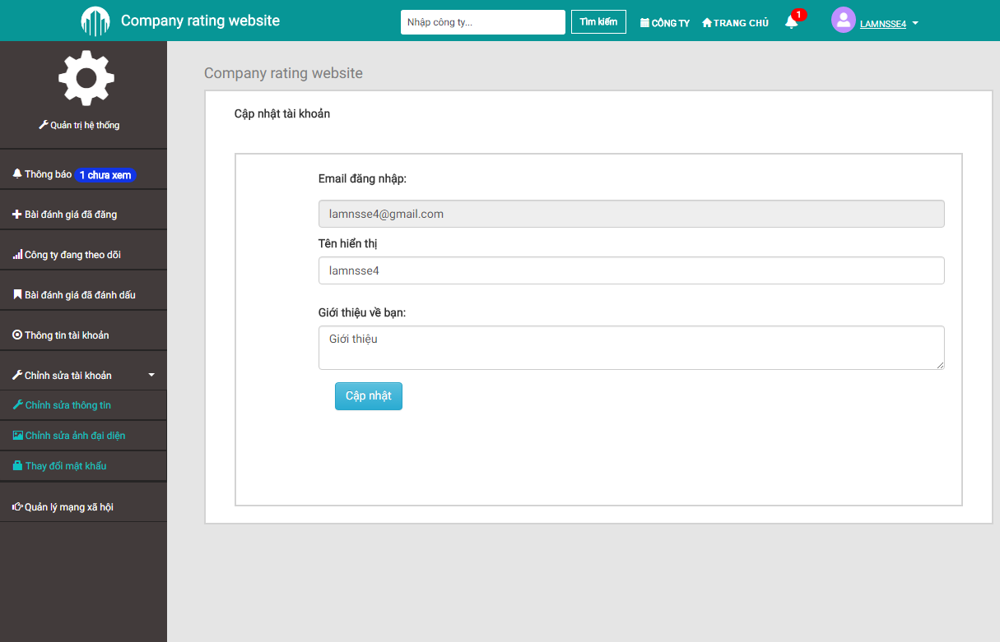 Company rating website
Nhập công ty...
Tìm kiếm
CÔNG TY
TRANG CHỦ
1
LAMNSSE4
Quản trị hệ thống
Thông báo 1 chưa xem
Bài đánh giá đã đăng
Công ty đang theo dõi
Bài đánh giá đã đánh dấu
Thông tin tài khoản
Chỉnh sửa tài khoản
Chỉnh sửa thông tin
Chỉnh sửa ảnh đại diện
Thay đổi mật khẩu
Quản lý mạng xã hội
Company rating website
Cập nhật tài khoản
Email đăng nhập:
lamnsse4@gmail.com
Tên hiển thị
lamnsse4
Giới thiệu về bạn:
Giới thiệu
Cập nhật